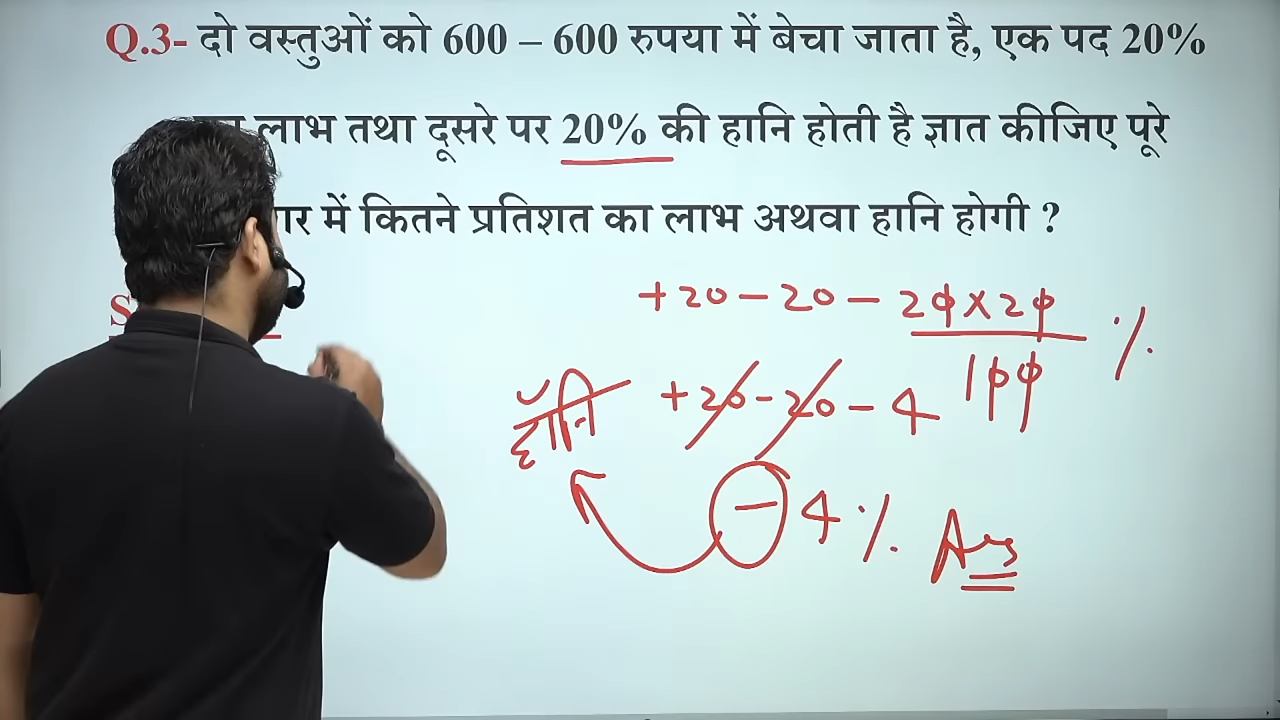 Q.3- दो वस्तुओं को 600 – 600 रुपया में बेचा जाता है, एक पद 20%
लाभ तथा दूसरे पर 20% की हानि होती है ज्ञात कीजिए पूरे
में कितने प्रतिशत का लाभ अथवा हानि होगी ?
+20 – 20 – 20×20 %
100
हानि +20 - 20 – 4
– 4 % Ans